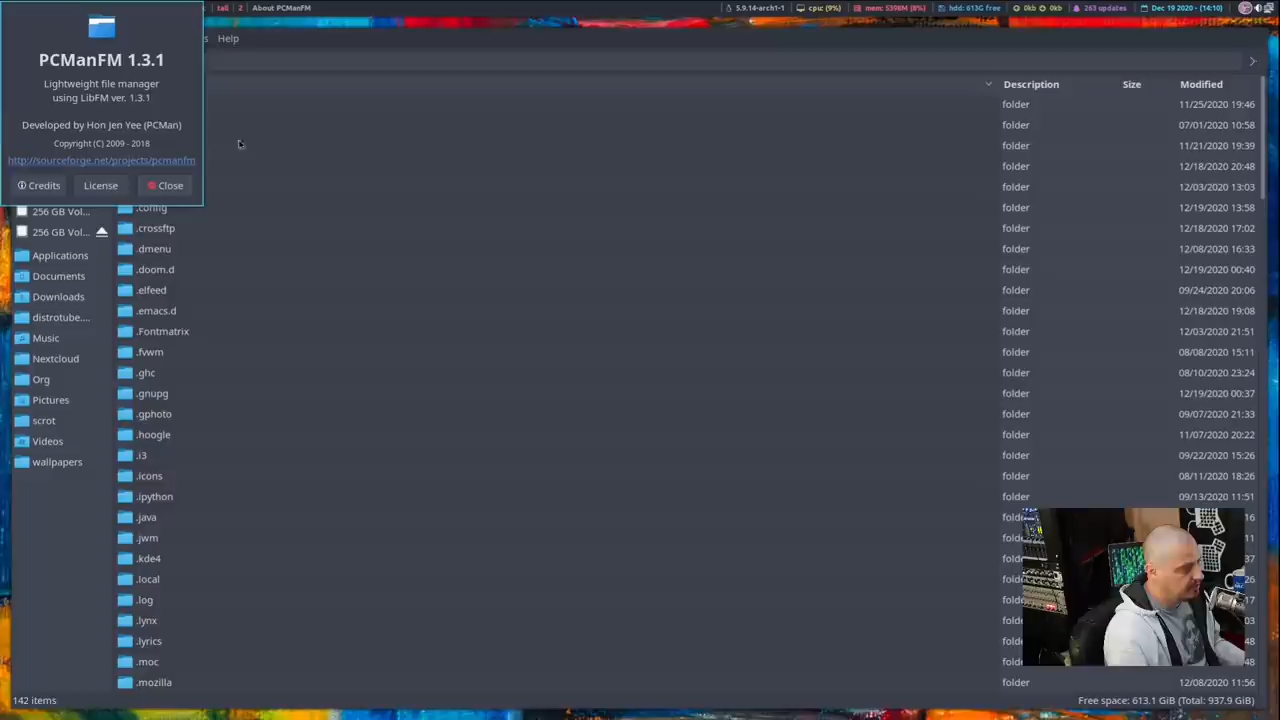 tall 2 About PCManFM 5.9.14-arch1-1 cpu: (9%) mem: 5396M (8%) hdd: 613G free 0kb 0kb 263 updates Dec 19 2020 - (14:10)
PCManFM 1.3.1
Lightweight file manager
using LibFM ver. 1.3.1
Developed by Hon Jen Yee (PCMan)
Copyright (C) 2009 - 2018
http://sourceforge.net/projects/pcmanfm
Credits License Close
s Help
Description Size Modified
folder 11/25/2020 19:46
folder 07/01/2020 10:58
folder 11/21/2020 19:39
folder 12/18/2020 20:48
folder 12/03/2020 13:03
256 GB Vol...
256 GB Vol...
Applications
Documents
Downloads
distrotube....
Music
Nextcloud
Org
Pictures
scrot
Videos
wallpapers
.config folder 12/19/2020 13:58
.crossftp folder 12/18/2020 17:02
.dmenu folder 12/08/2020 16:33
.doom.d folder 12/19/2020 00:40
.elfeed folder 09/24/2020 20:06
.emacs.d folder 12/18/2020 19:08
.Fontmatrix folder 12/03/2020 21:51
.fvwm folder 08/08/2020 15:11
.ghc folder 08/10/2020 23:24
.gnupg folder 12/19/2020 00:37
.gphoto folder 09/07/2020 21:33
.hoogle folder 11/07/2020 20:22
.i3 folder 09/22/2020 15:26
.icons folder 08/11/2020 18:26
.ipython folder 09/13/2020 11:51
.java 16
.jwm 11
.kde4 37
.local 26
.log 17
.lynx 03
.lyrics 48
.moc 48
.mozilla folder 12/08/2020 11:56
142 items Free space: 613.1 GiB (Total: 937.9 GiB)